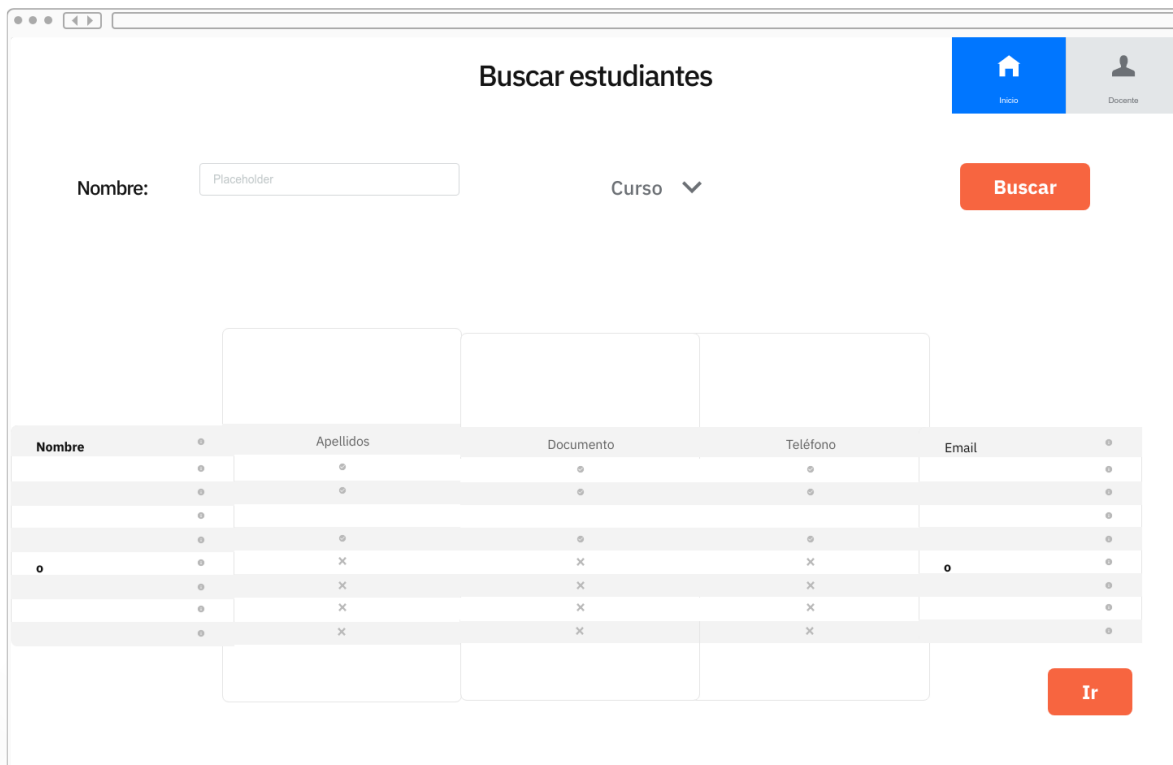 Buscar estudiantes
Inicio
Docente
Nombre:
Placeholder
Curso
Buscar
Nombre
Apellidos
Documento
Teléfono
Email
o
o
Ir